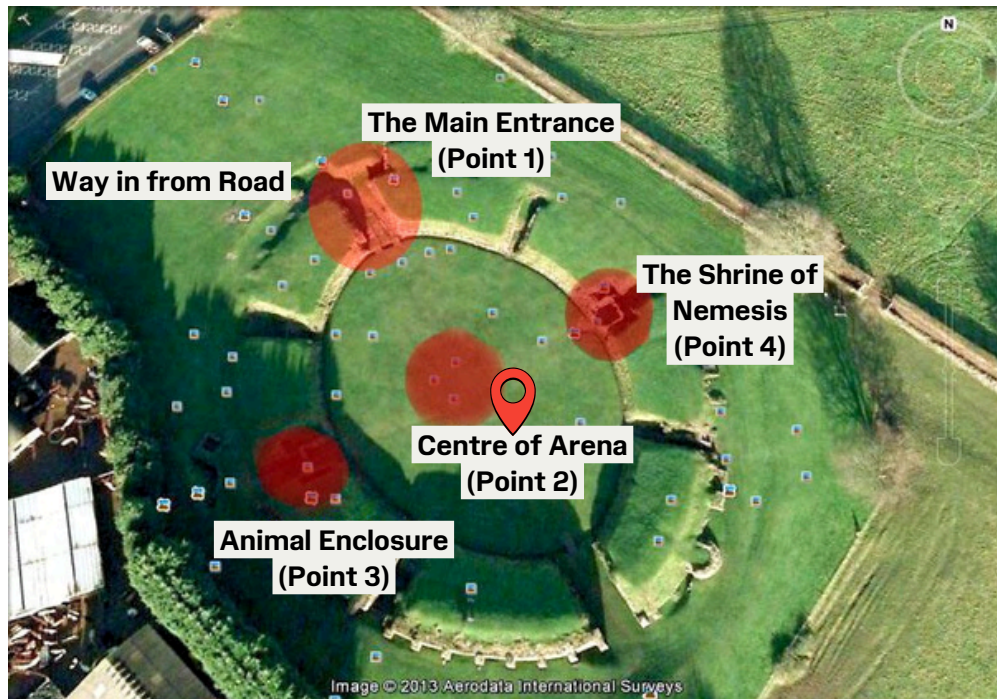 N
The Main Entrance
(Point 1)
Way in from Road
The Shrine of
Nemesis
(Point 4)
Centre of Arena
(Point 2)
Animal Enclosure
(Point 3)
Image © 2013 Aerodata International Surveys